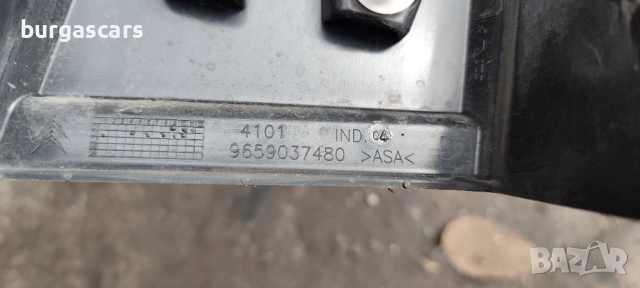 burgascars
4101 IND. 04
9659037480 >ASA<
D
BAZAR